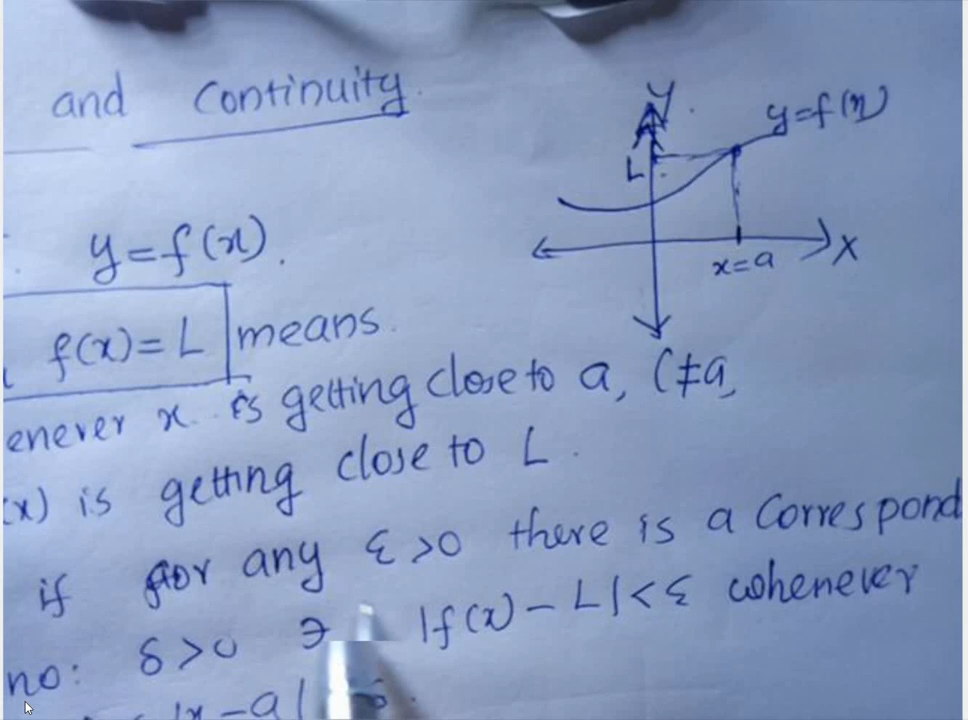 and Continuity.
Y
y=f(x)
L
x=a
X
y=f(x).
f(x)=L means.
enever x is getting close to a, (≠a,
(x) is getting close to L.
if for any ε>0 there is a Correspond
no: δ>0 ∋ |f(x)-L|<ε whenever
|x-a|